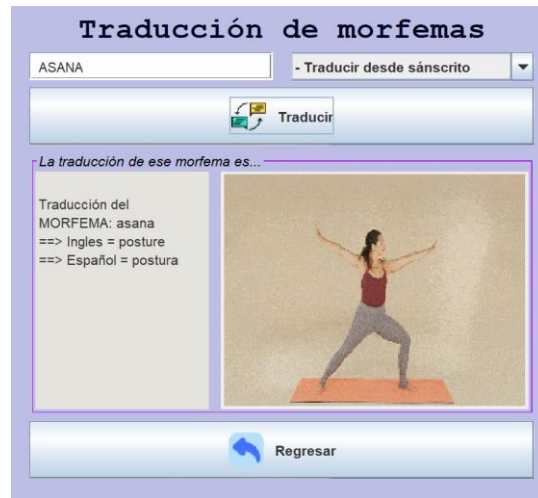 Traducción de morfemas
ASANA
- Traducir desde sánscrito
Traducir
La traducción de ese morfema es...
Traducción del
MORFEMA: asana
==> Ingles = posture
==> Español = postura
Regresar